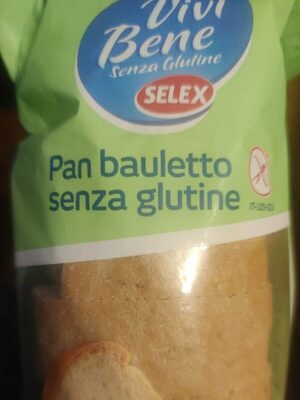 Vivi
Bene
Senza Glutine
SELEX
Pan bauletto
senza glutine